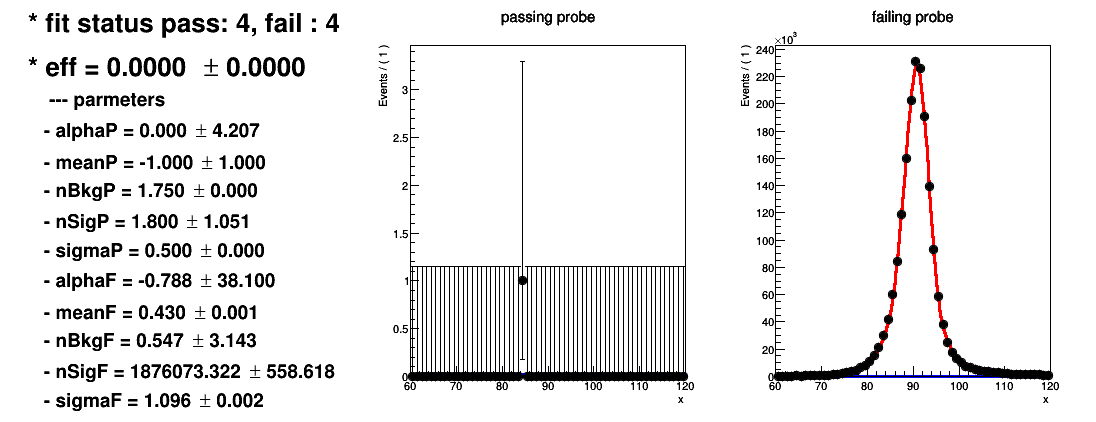 * fit status pass: 4, fail : 4
* eff = 0.0000 ± 0.0000
--- parmeters
- alphaP = 0.000 ± 4.207
- meanP = -1.000 ± 1.000
- nBkgP = 1.750 ± 0.000
- nSigP = 1.800 ± 1.051
- sigmaP = 0.500 ± 0.000
- alphaF = -0.788 ± 38.100
- meanF = 0.430 ± 0.001
- nBkgF = 0.547 ± 3.143
- nSigF = 1876073.322 ± 558.618
- sigmaF = 1.096 ± 0.002
passing probe
Events / ( 1 )
3
2.5
2
1.5
1
0.5
0
60 70 80 90 100 110 120
x
failing probe
×10³
Events / ( 1 )
240
220
200
180
160
140
120
100
80
60
40
20
0
60 70 80 90 100 110 120
x